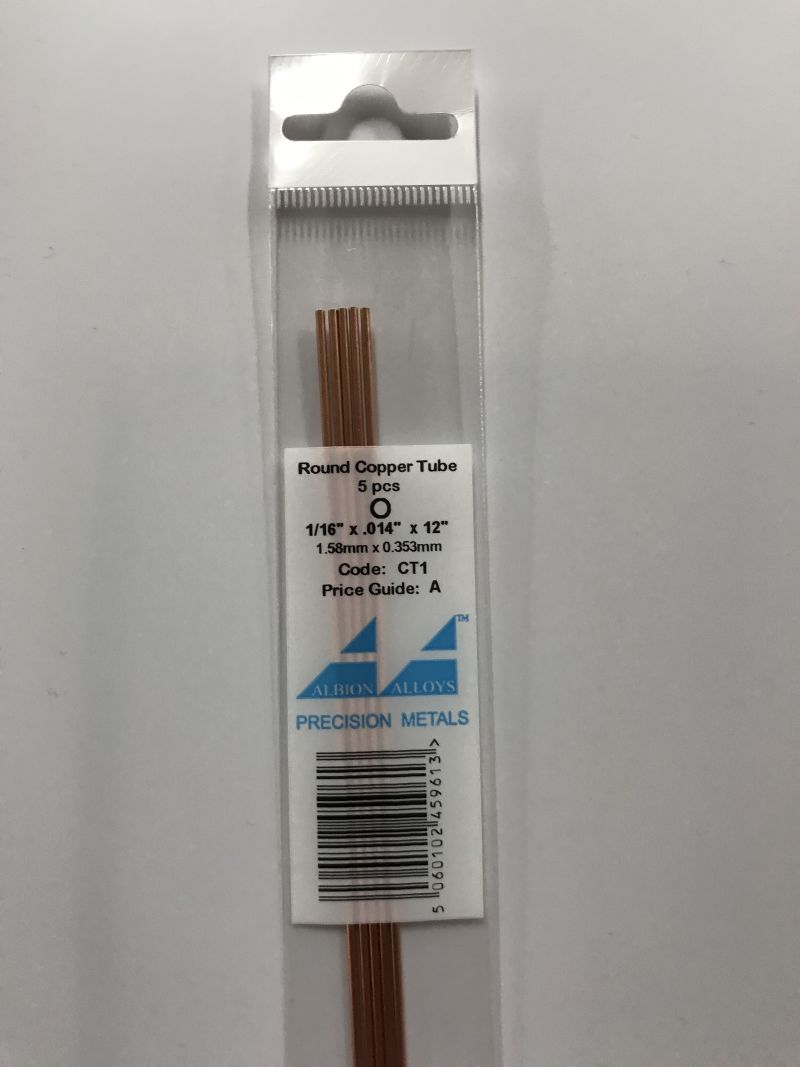 Round Copper Tube
5 pcs
1/16" x .014" x 12"
1.58mm x 0.353mm
Code: CT1
Price Guide: A
TM
ALBION ALLOYS
PRECISION METALS
5 060102 459613 >